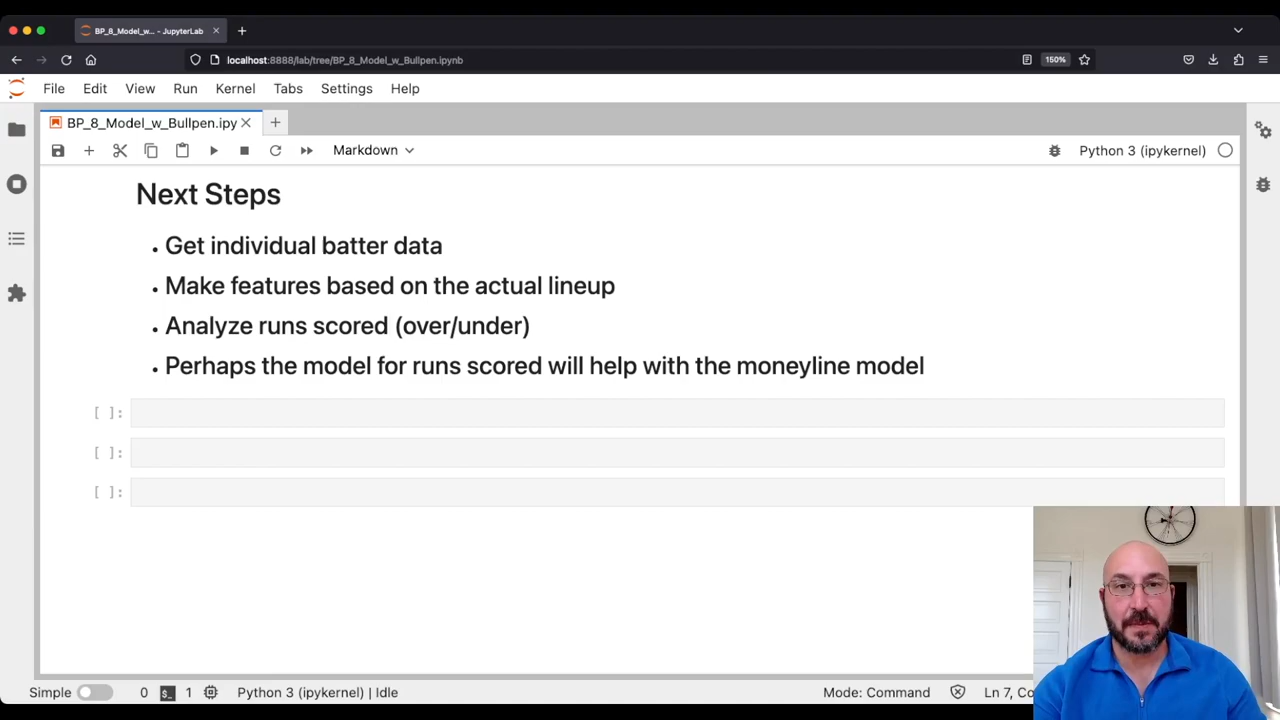 BP_8_Model_w... - JupyterLab
localhost:8888/lab/tree/BP_8_Model_w_Bullpen.ipynb
150%
File Edit View Run Kernel Tabs Settings Help
BP_8_Model_w_Bullpen.ipy
Markdown
Python 3 (ipykernel)
Next Steps
• Get individual batter data
• Make features based on the actual lineup
• Analyze runs scored (over/under)
• Perhaps the model for runs scored will help with the moneyline model
[ ]:
[ ]:
[ ]:
Simple 0 $_ 1 Python 3 (ipykernel) | Idle Mode: Command Ln 7, Co